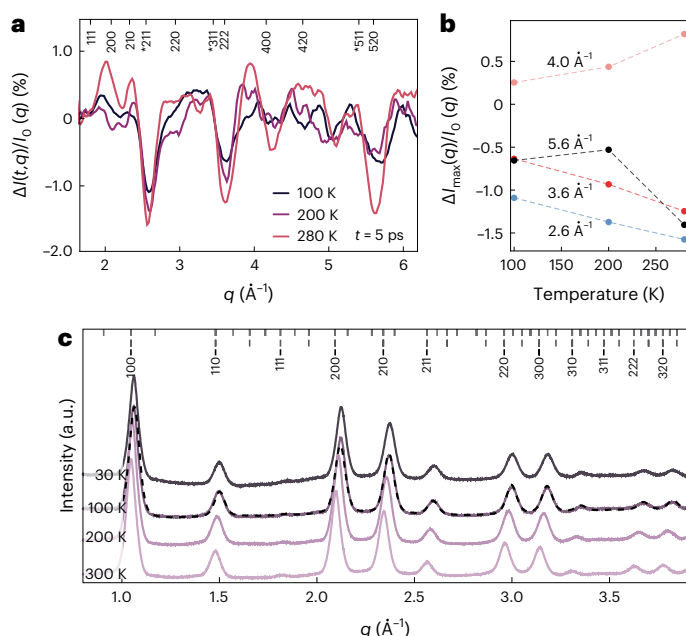 a
111
200
210
*211
220
*311
222
400
420
*511
520
1.0
0
−1.0
−2.0
ΔI(t,q)/I0 (q) (%)
100 K
200 K
280 K
t = 5 ps
2
3
4
5
6
q (Å−1)
b
0.5
0
−0.5
−1.0
−1.5
ΔImax(q)/I0 (q) (%)
4.0 Å−1
5.6 Å−1
3.6 Å−1
2.6 Å−1
100
200
Temperature (K)
c
100
110
111
200
210
211
220
300
310
311
222
320
Intensity (a.u.)
30 K
100 K
200 K
300 K
1.0
1.5
2.0
2.5
3.0
3.5
q (Å−1)